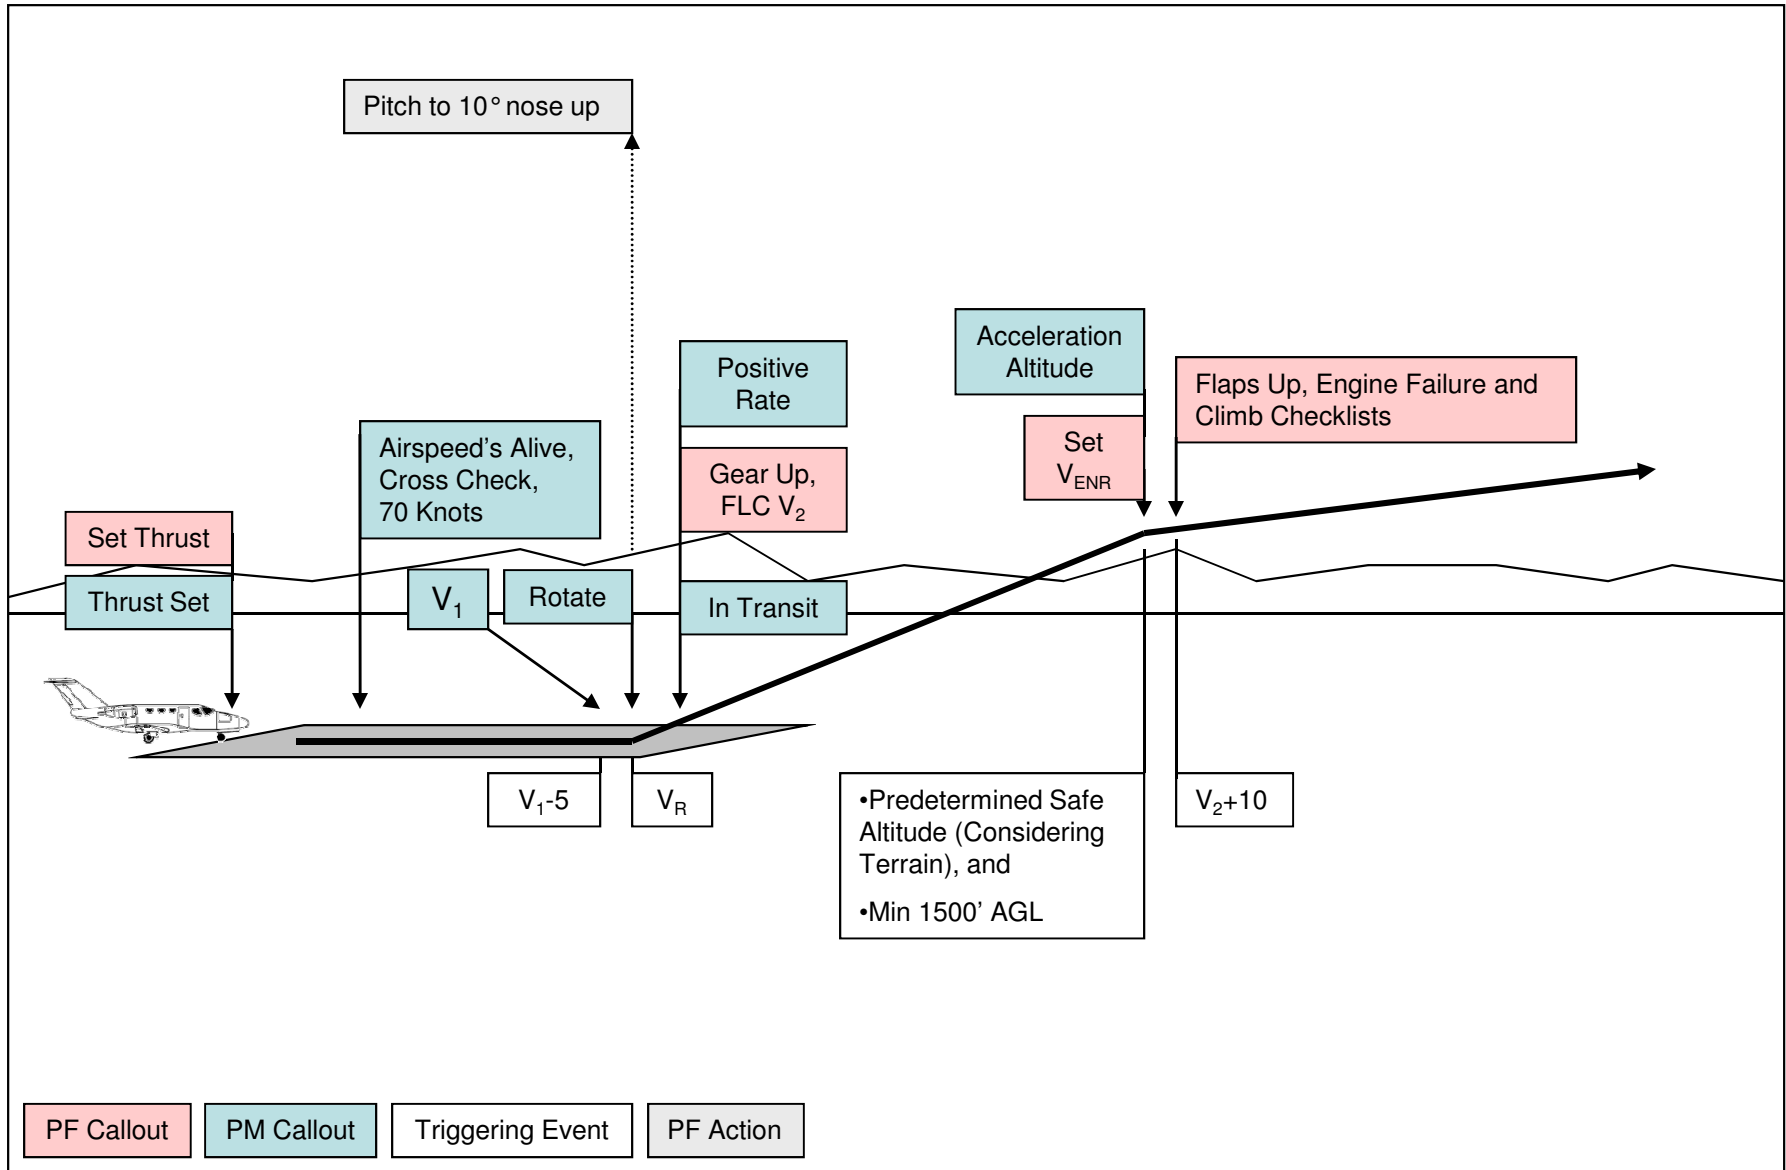 Pitch to 10° nose up
Acceleration
Altitude
Positive
Rate
Flaps Up, Engine Failure and
Climb Checklists
Airspeed's Alive,
Cross Check,
70 Knots
Set
V_ENR
Gear Up,
FLC V₂
Set Thrust
Thrust Set
V₁
Rotate
In Transit
V₁-5
V_R
•Predetermined Safe
Altitude (Considering
Terrain), and
•Min 1500’ AGL
V₂+10
PF Callout
PM Callout
Triggering Event
PF Action